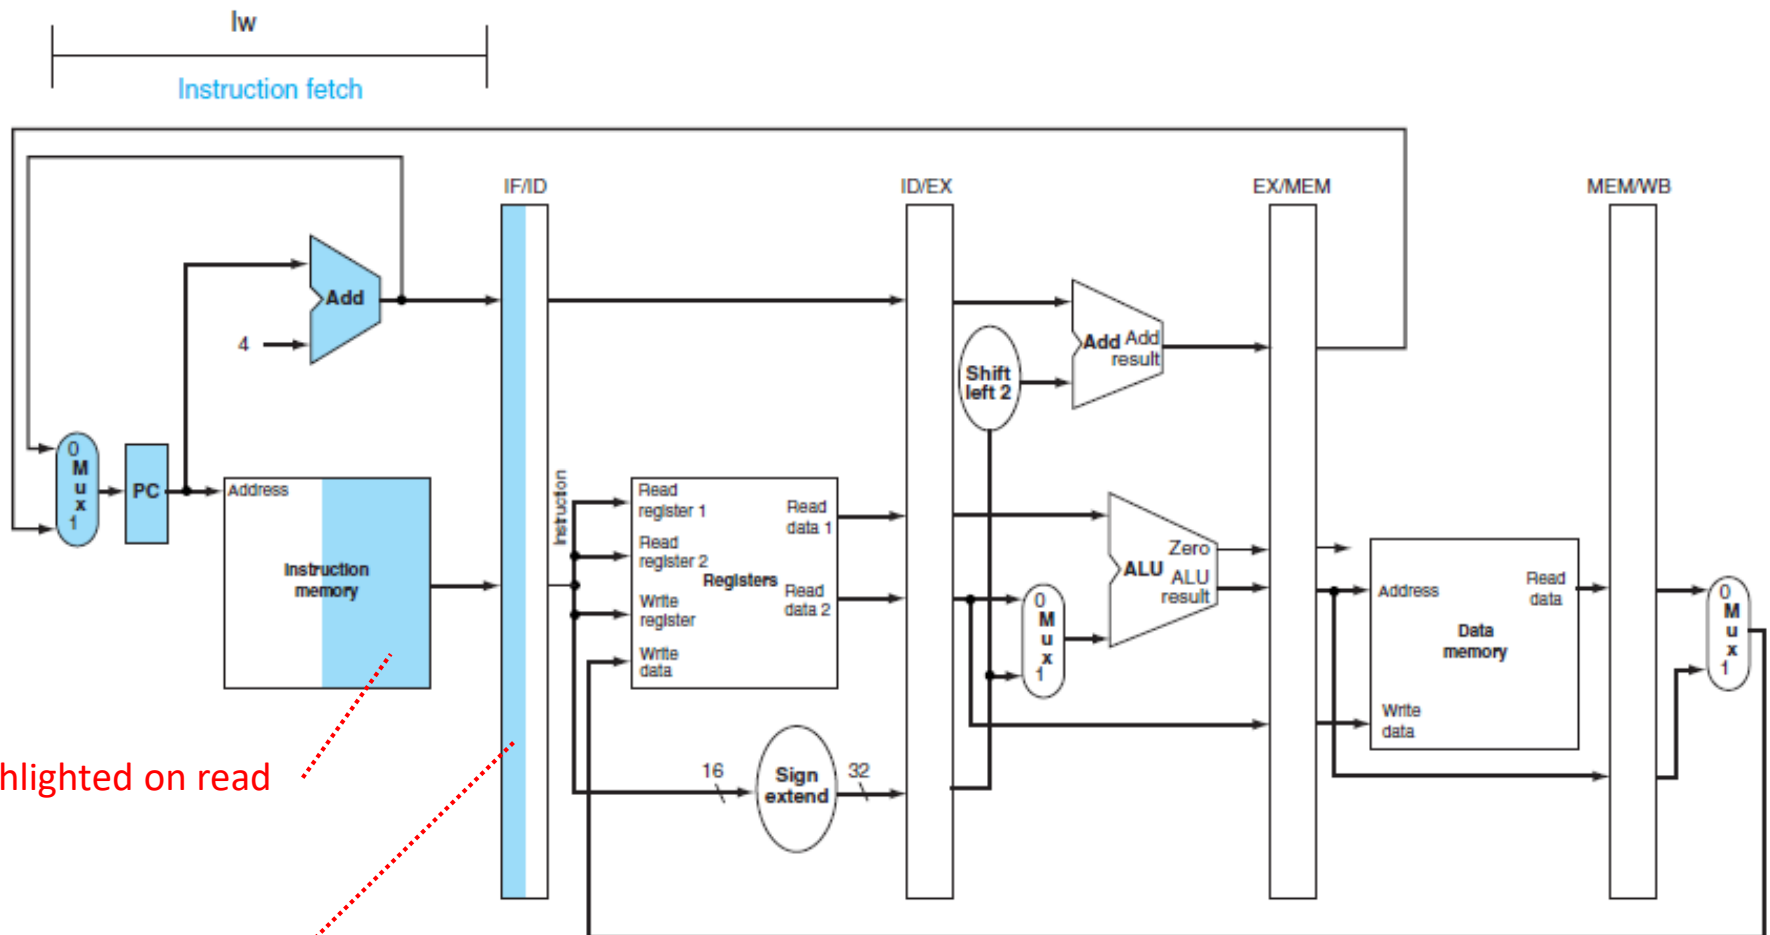 lw
Instruction fetch
IF/ID
ID/EX
EX/MEM
MEM/WB
Add
4
Add Add
result
Shift
left 2
0
M
u
x
1
PC
Address
Instruction
memory
Instruction
Read
register 1
Read
register 2
Write
register
Write
data
Registers
Read
data 1
Read
data 2
0
M
u
x
1
Zero
ALU
ALU
result
Address
Read
data
Data
memory
Write
data
0
M
u
x
1
16
Sign
extend
32
hlighted on read